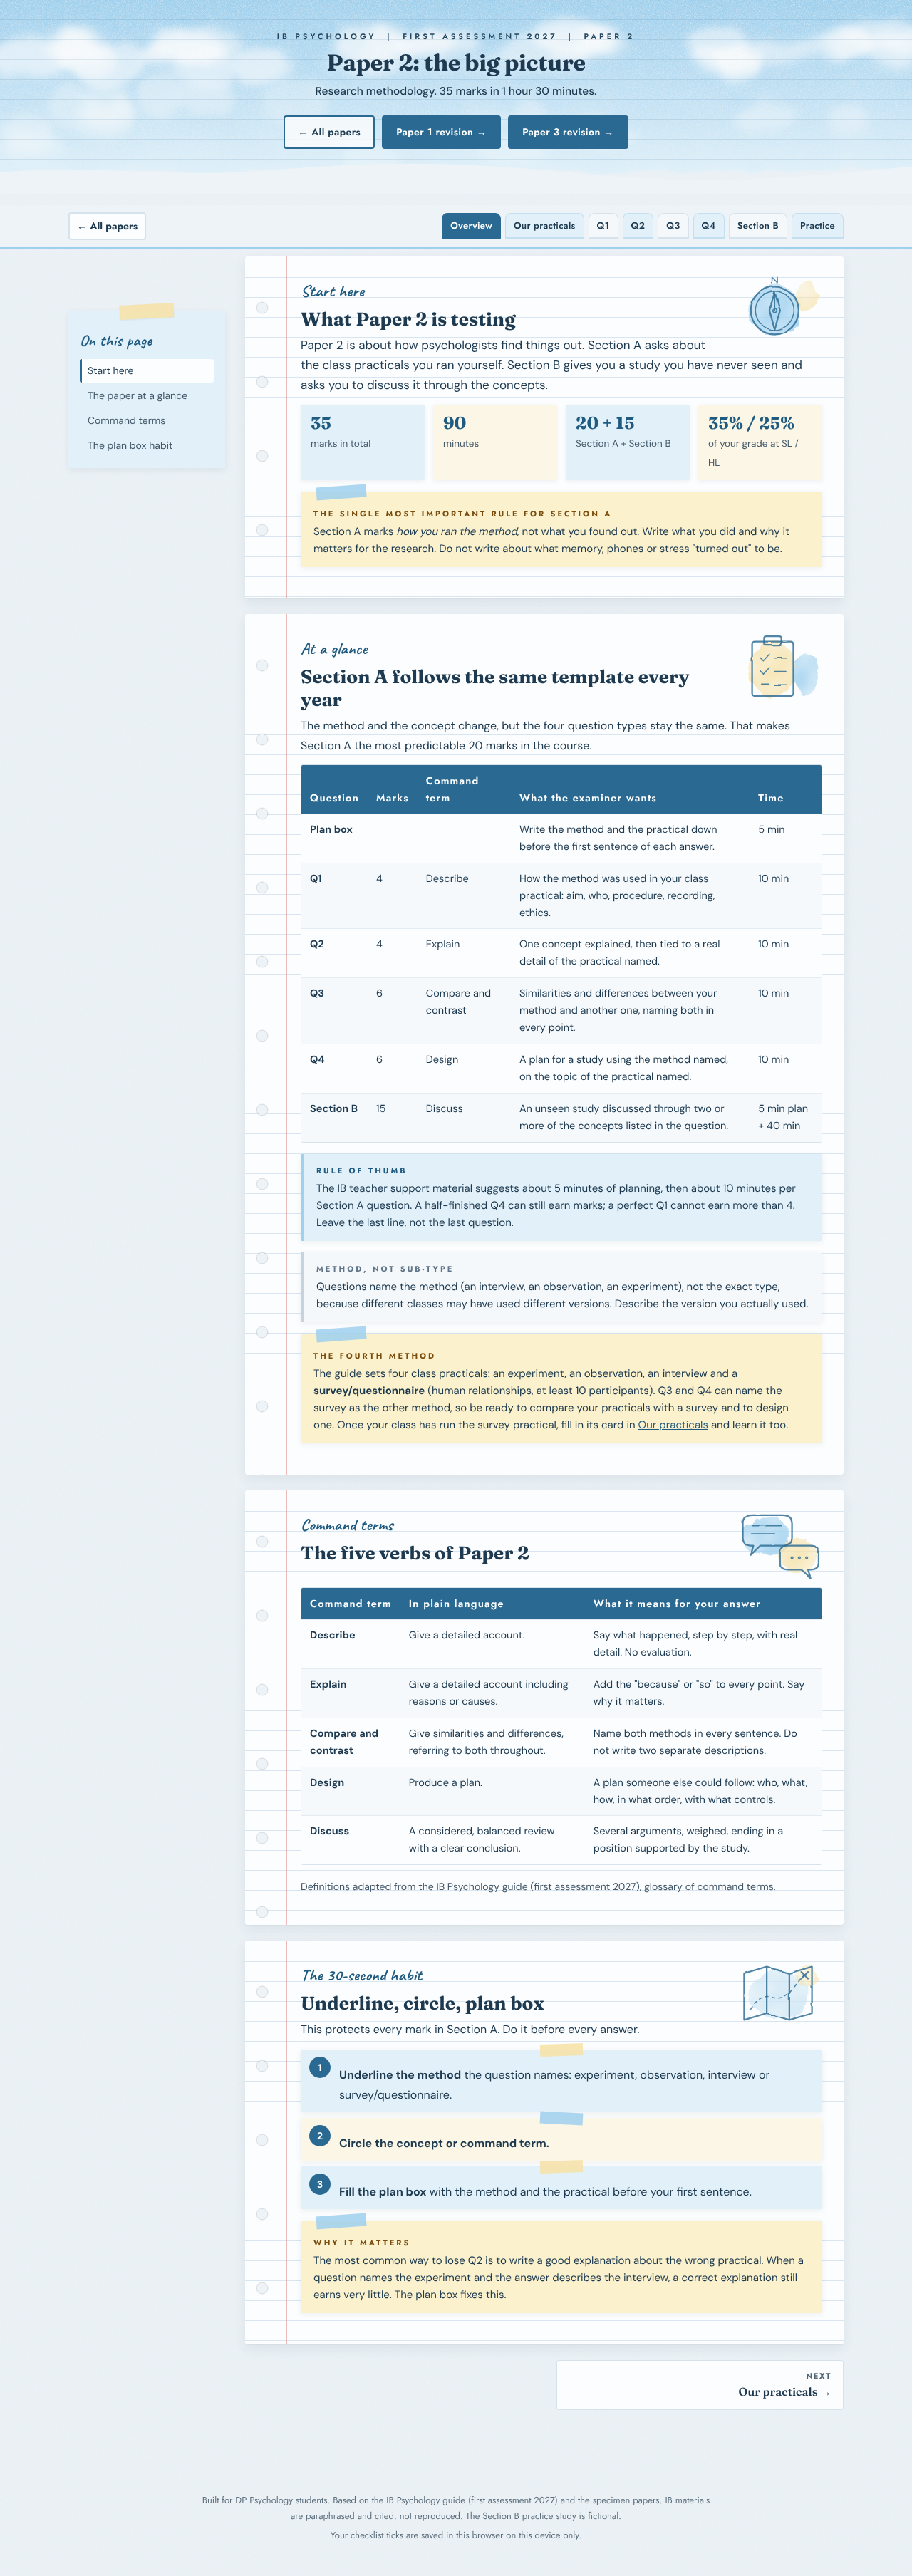 IB PSYCHOLOGY | FIRST ASSESSMENT 2027 | PAPER 2
Paper 2: the big picture
Research methodology. 35 marks in 1 hour 30 minutes.
← All papers
Paper 1 revision →
Paper 3 revision →
← All papers
Overview
Our practicals
Q1
Q2
Q3
Q4
Section B
Practice
On this page
Start here
The paper at a glance
Command terms
The plan box habit
Start here
N
What Paper 2 is testing
Paper 2 is about how psychologists find things out. Section A asks about
the class practicals you ran yourself. Section B gives you a study you have never seen and
asks you to discuss it through the concepts.
35
marks in total
90
minutes
20 + 15
Section A + Section B
35% / 25%
of your grade at SL /
HL
THE SINGLE MOST IMPORTANT RULE FOR SECTION A
Section A marks how you ran the method, not what you found out. Write what you did and why it
matters for the research. Do not write about what memory, phones or stress "turned out" to be.
At a glance
Section A follows the same template every
year
The method and the concept change, but the four question types stay the same. That makes
Section A the most predictable 20 marks in the course.
Question
Marks
Command
term
What the examiner wants
Time
Plan box
Write the method and the practical down
before the first sentence of each answer.
5 min
Q1
4
Describe
How the method was used in your class
practical: aim, who, procedure, recording,
ethics.
10 min
Q2
4
Explain
One concept explained, then tied to a real
detail of the practical named.
10 min
Q3
6
Compare and
contrast
Similarities and differences between your
method and another one, naming both in
every point.
10 min
Q4
6
Design
A plan for a study using the method named,
on the topic of the practical named.
10 min
Section B
15
Discuss
An unseen study discussed through two or
more of the concepts listed in the question.
5 min plan
+ 40 min
RULE OF THUMB
The IB teacher support material suggests about 5 minutes of planning, then about 10 minutes per
Section A question. A half-finished Q4 can still earn marks; a perfect Q1 cannot earn more than 4.
Leave the last line, not the last question.
METHOD, NOT SUB-TYPE
Questions name the method (an interview, an observation, an experiment), not the exact type,
because different classes may have used different versions. Describe the version you actually used.
THE FOURTH METHOD
The guide sets four class practicals: an experiment, an observation, an interview and a
survey/questionnaire (human relationships, at least 10 participants). Q3 and Q4 can name the
survey as the other method, so be ready to compare your practicals with a survey and to design
one. Once your class has run the survey practical, fill in its card in Our practicals and learn it too.
Command terms
The five verbs of Paper 2
Command term
In plain language
What it means for your answer
Describe
Give a detailed account.
Say what happened, step by step, with real
detail. No evaluation.
Explain
Give a detailed account including
reasons or causes.
Add the "because" or "so" to every point. Say
why it matters.
Compare and
contrast
Give similarities and differences,
referring to both throughout.
Name both methods in every sentence. Do
not write two separate descriptions.
Design
Produce a plan.
A plan someone else could follow: who, what,
how, in what order, with what controls.
Discuss
A considered, balanced review
with a clear conclusion.
Several arguments, weighed, ending in a
position supported by the study.
Definitions adapted from the IB Psychology guide (first assessment 2027), glossary of command terms.
The 30-second habit
Underline, circle, plan box
This protects every mark in Section A. Do it before every answer.
1
Underline the method the question names: experiment, observation, interview or
survey/questionnaire.
2
Circle the concept or command term.
3
Fill the plan box with the method and the practical before your first sentence.
WHY IT MATTERS
The most common way to lose Q2 is to write a good explanation about the wrong practical. When a
question names the experiment and the answer describes the interview, a correct explanation still
earns very little. The plan box fixes this.
NEXT
Our practicals →
Built for DP Psychology students. Based on the IB Psychology guide (first assessment 2027) and the specimen papers. IB materials
are paraphrased and cited, not reproduced. The Section B practice study is fictional.
Your checklist ticks are saved in this browser on this device only.